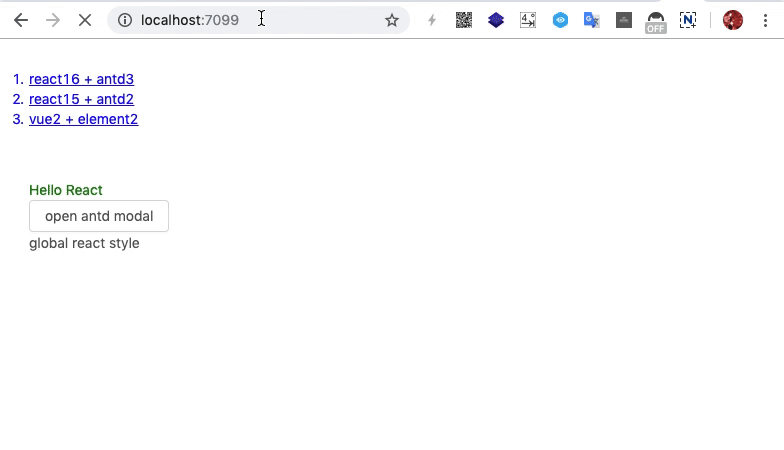 localhost:7099
OFF
1. react16 + antd3
2. react15 + antd2
3. vue2 + element2
Hello React
open antd modal
global react style